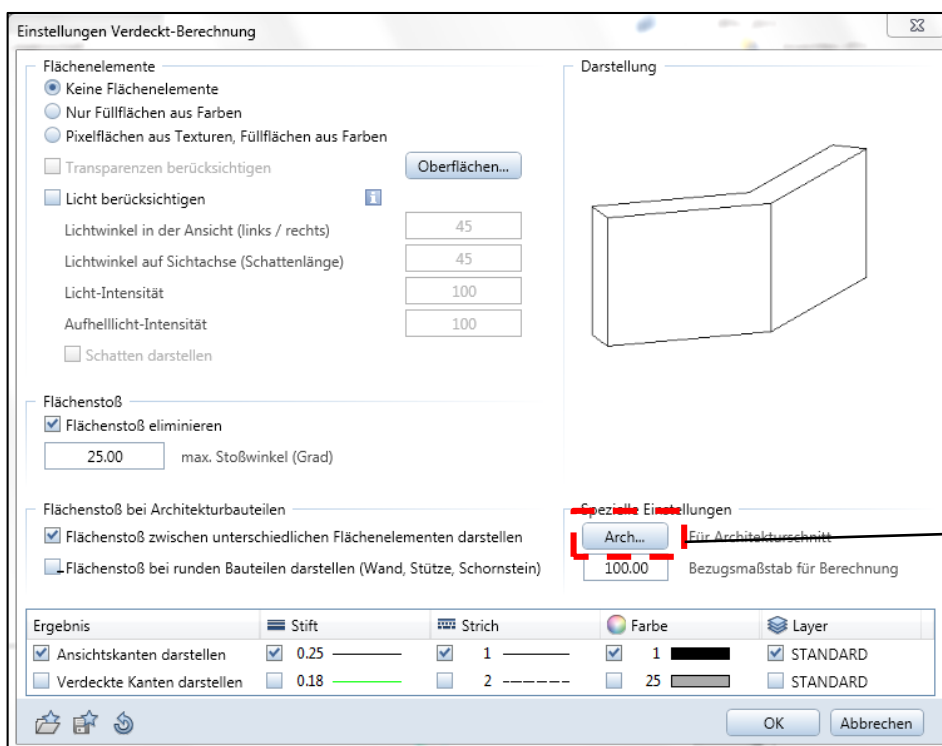 Einstellungen Verdeckt-Berechnung
Flächenelemente
Keine Flächenelemente
Nur Füllflächen aus Farben
Pixelflächen aus Texturen, Füllflächen aus Farben
Transparenzen berücksichtigen
Oberflächen...
Licht berücksichtigen
Lichtwinkel in der Ansicht (links / rechts) 45
Lichtwinkel auf Sichtachse (Schattenlänge) 45
Licht-Intensität 100
Aufhelllicht-Intensität 100
Schatten darstellen
Darstellung
Flächenstoß
Flächenstoß eliminieren
25.00 max. Stoßwinkel (Grad)
Flächenstoß bei Architekturbauteilen
Flächenstoß zwischen unterschiedlichen Flächenelementen darstellen
Flächenstoß bei runden Bauteilen darstellen (Wand, Stütze, Schornstein)
Spezielle Einstellungen
Arch... Für Architekturschnitt
100.00 Bezugsmaßstab für Berechnung
Ergebnis Stift Strich Farbe Layer
Ansichtskanten darstellen 0.25 1 1 STANDARD
Verdeckte Kanten darstellen 0.18 2 25 STANDARD
OK Abbrechen